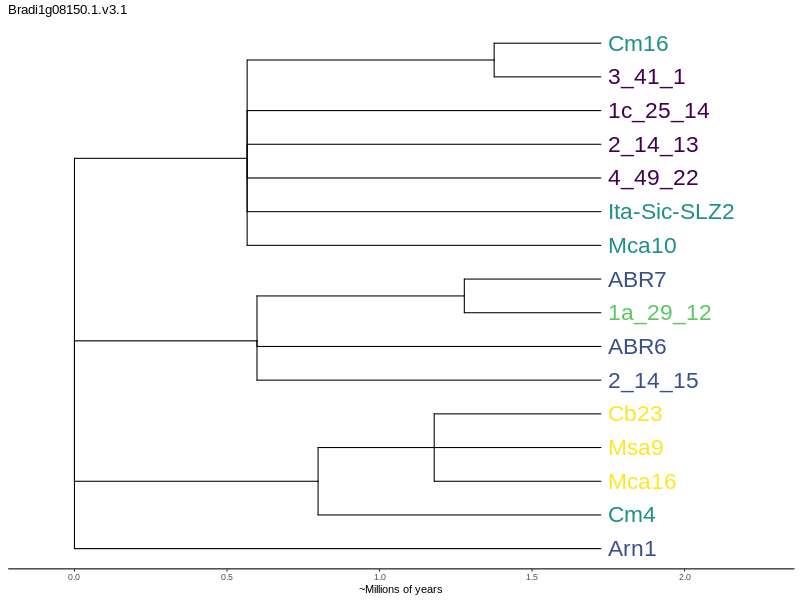 Bradi1g08150.1.v3.1
Cm16
3_41_1
1c_25_14
2_14_13
4_49_22
Ita-Sic-SLZ2
Mca10
ABR7
1a_29_12
ABR6
2_14_15
Cb23
Msa9
Mca16
Cm4
Arn1
0.0 0.5 1.0 1.5 2.0
~Millions of years